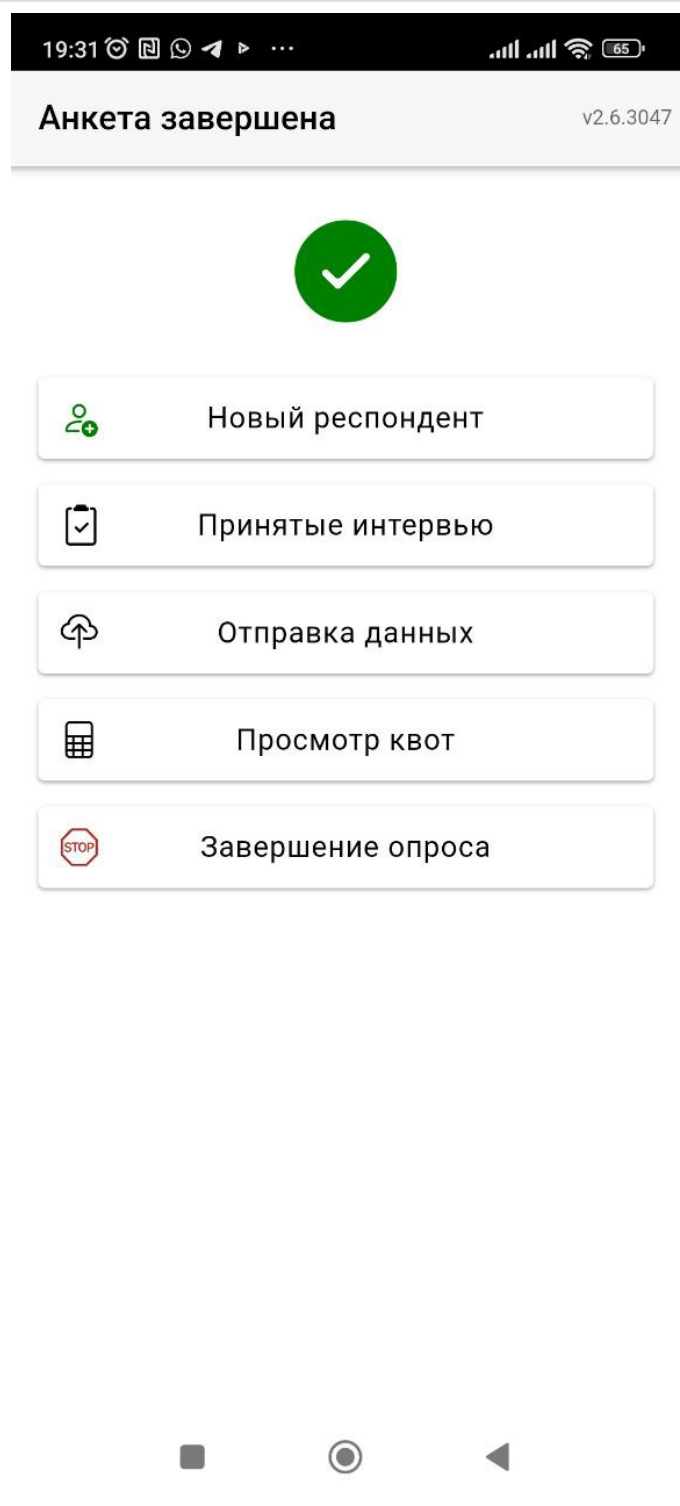 19:31
65
Анкета завершена
v2.6.3047
Новый респондент
Принятые интервью
Отправка данных
Просмотр квот
STOP
Завершение опроса